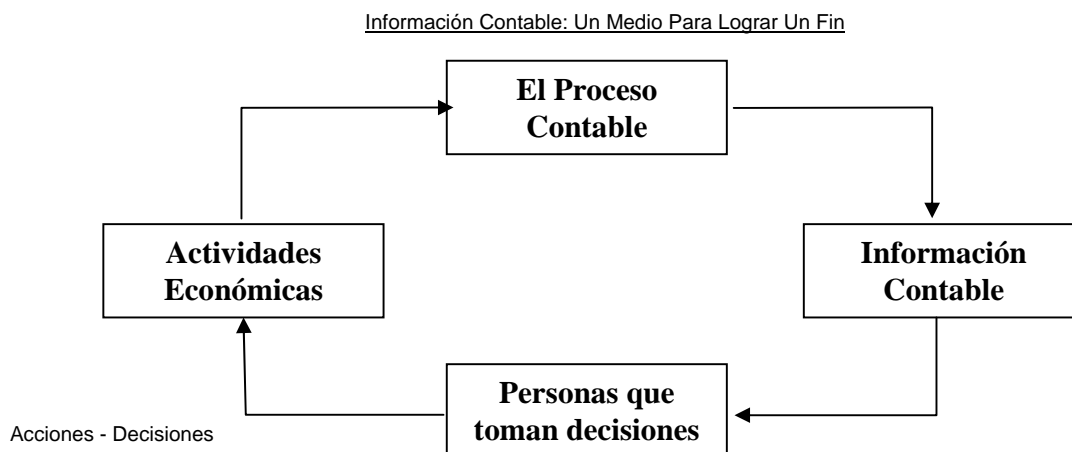 Información Contable: Un Medio Para Lograr Un Fin
El Proceso
Contable
Actividades
Económicas
Información
Contable
Personas que
toman decisiones
Acciones - Decisiones